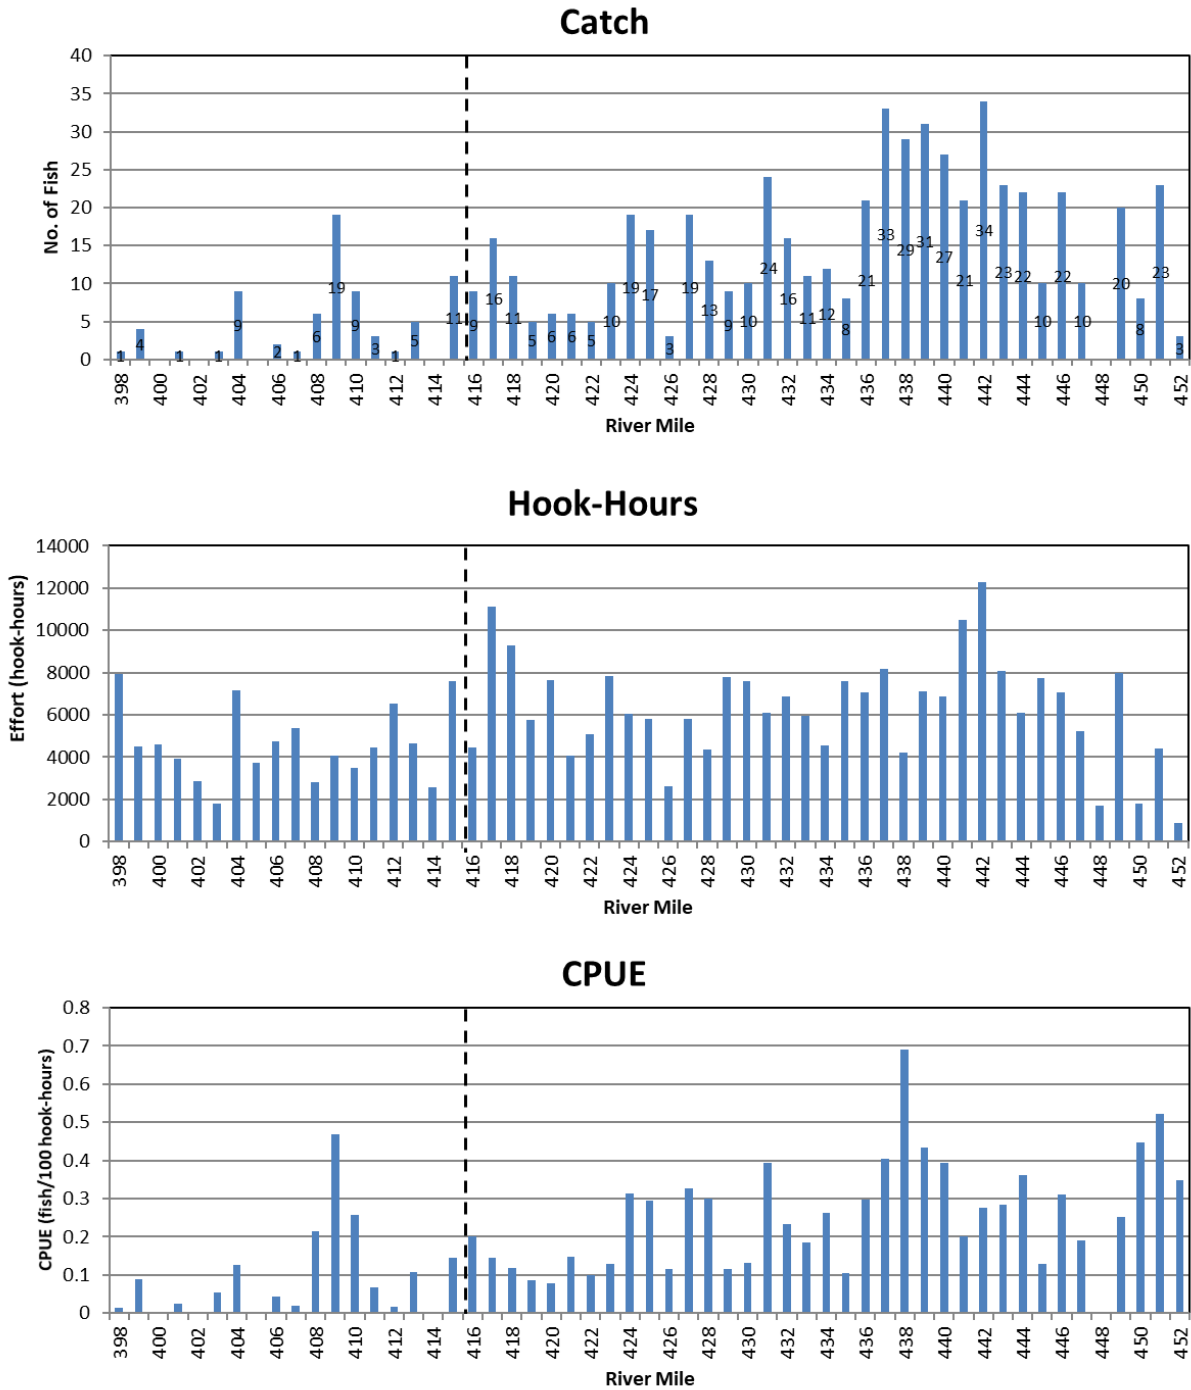 Catch
40
35
30
25
20
15
10
5
0
No. of Fish
1 4 1 1 9 2 1 6 19 9 3 1 5 11 9 16 11 5 6 6 5 10 19 17 3 19 13 9 10 24 16 11 12 8 21 33 29 31 27 21 34 23 22 10 22 10 20 8 23 3
398 400 402 404 406 408 410 412 414 416 418 420 422 424 426 428 430 432 434 436 438 440 442 444 446 448 450 452
River Mile
Hook-Hours
14000
12000
10000
8000
6000
4000
2000
0
Effort (hook-hours)
398 400 402 404 406 408 410 412 414 416 418 420 422 424 426 428 430 432 434 436 438 440 442 444 446 448 450 452
River Mile
CPUE
0.8
0.7
0.6
0.5
0.4
0.3
0.2
0.1
0
CPUE (fish/100 hook-hours)
398 400 402 404 406 408 410 412 414 416 418 420 422 424 426 428 430 432 434 436 438 440 442 444 446 448 450 452
River Mile